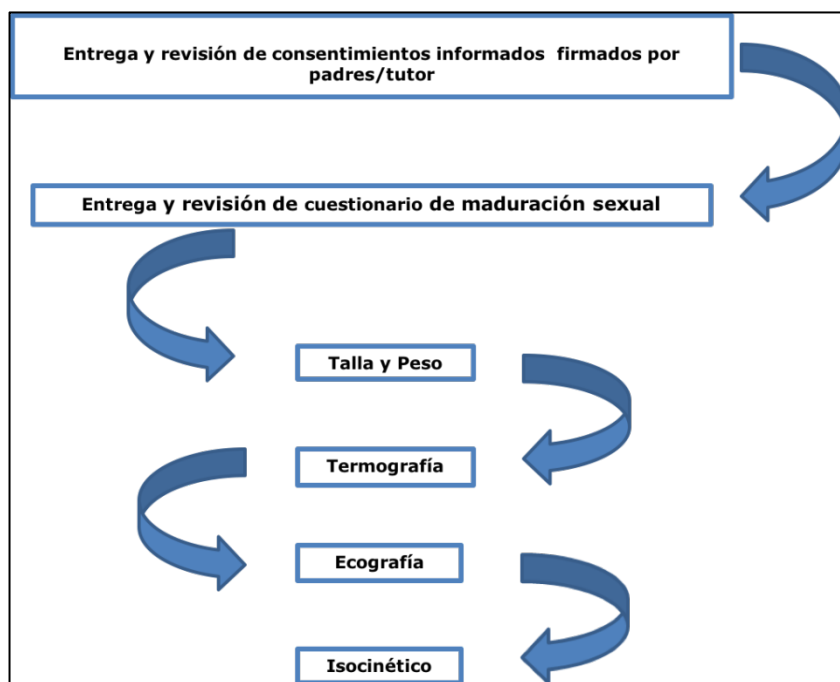 Entrega y revisión de consentimientos informados firmados por
padres/tutor
Entrega y revisión de cuestionario de maduración sexual
Talla y Peso
Termografía
Ecografía
Isocinético